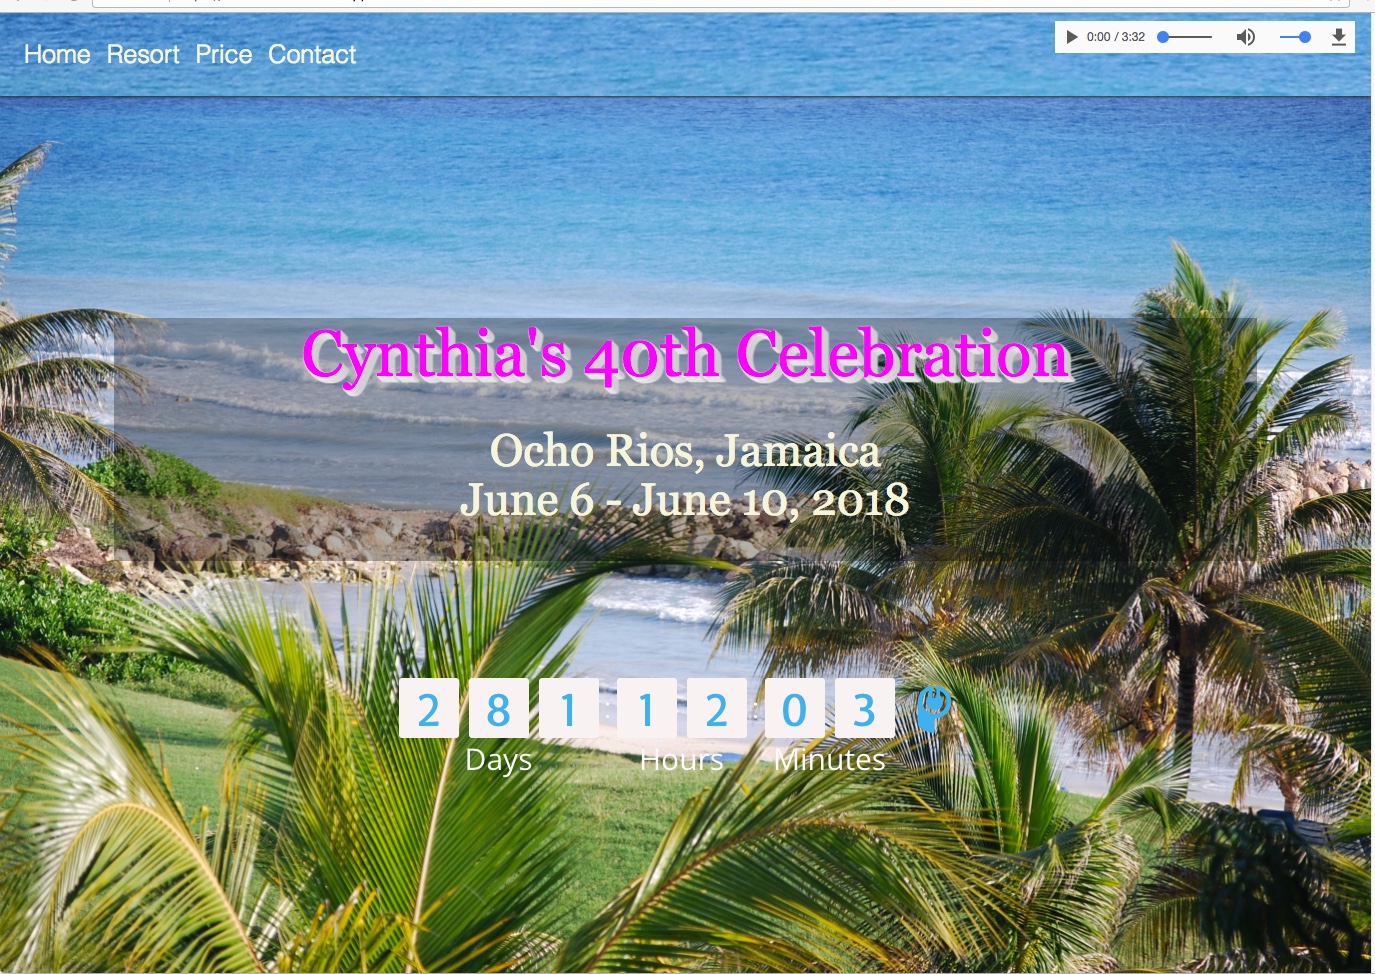 Home Resort Price Contact
0:00 / 3:32
Cynthia's 40th Celebration
Ocho Rios, Jamaica
June 6 - June 10, 2018
2 8 1 1 2 0 3
Days Hours Minutes